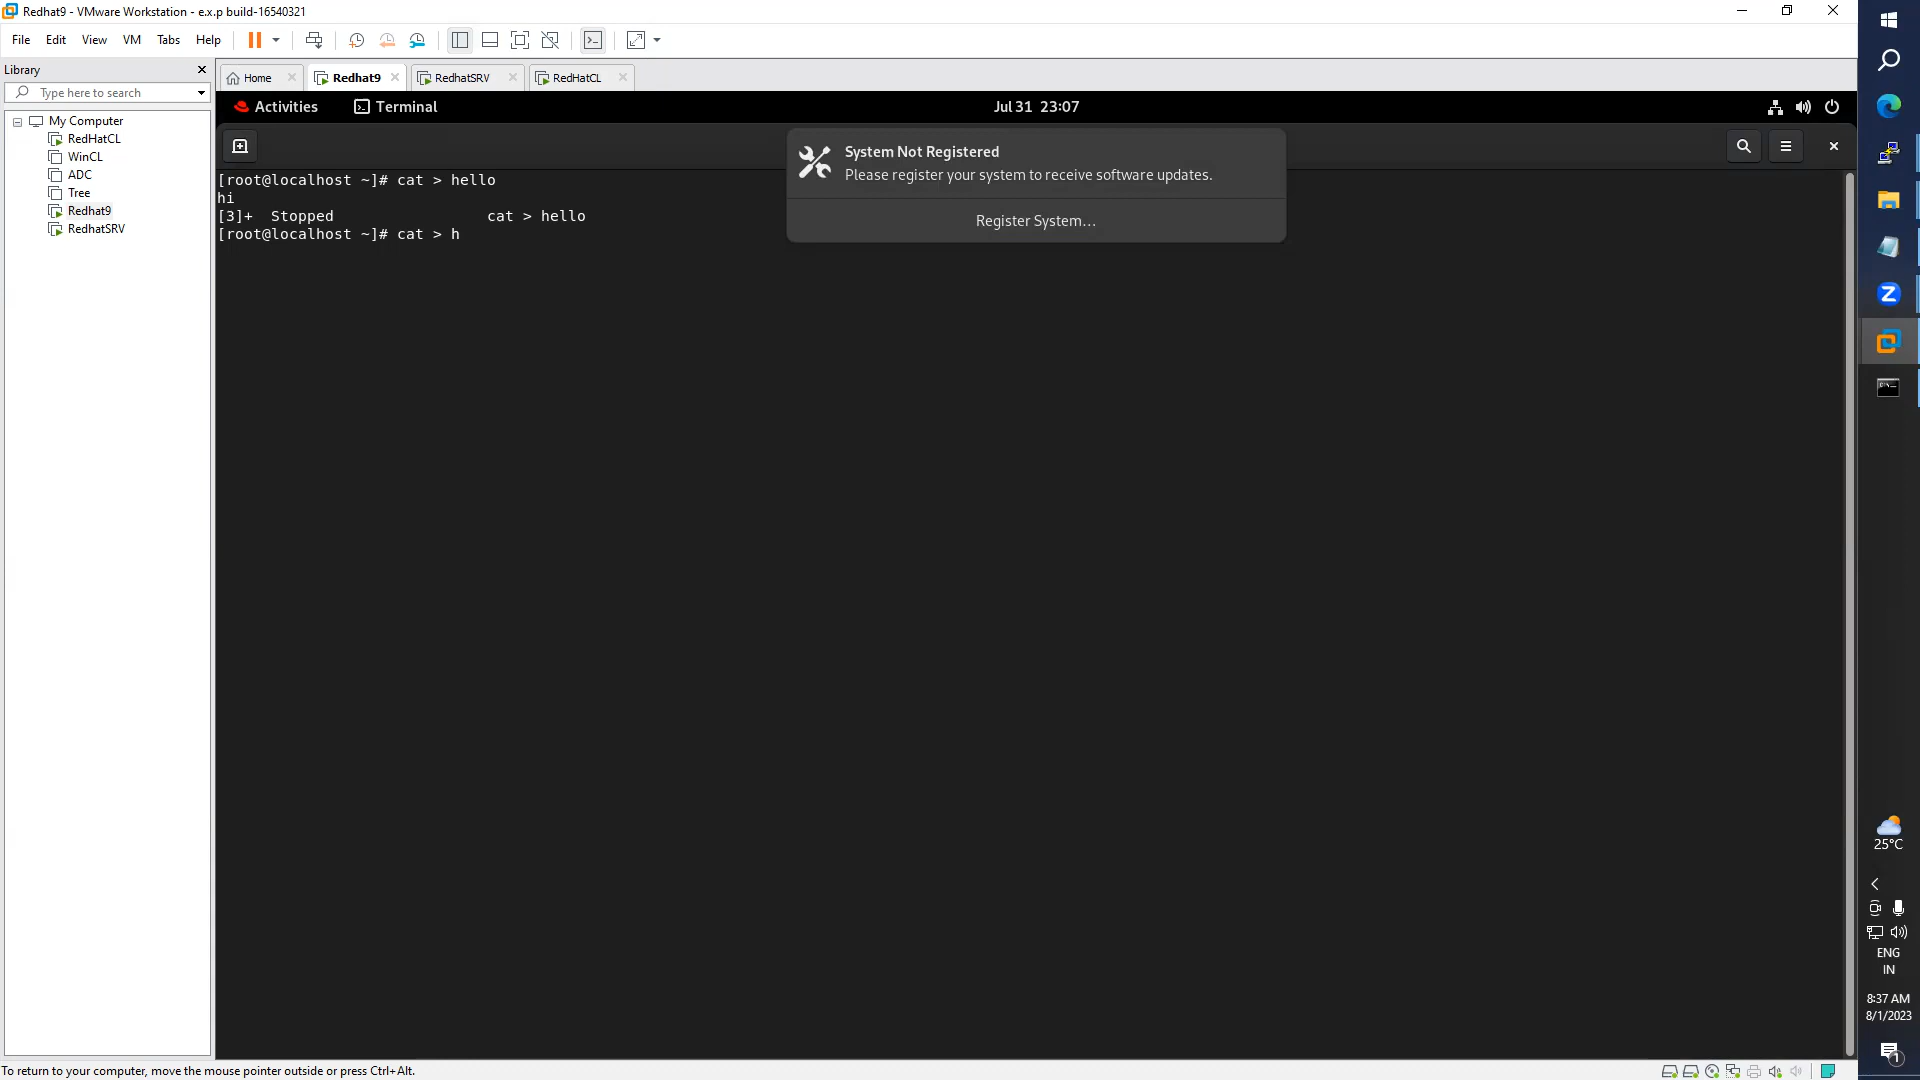 Redhat9 - VMware Workstation - e.x.p build-16540321
File Edit View VM Tabs Help
Library
Type here to search
My Computer
RedHatCL
WinCL
ADC
Tree
Redhat9
RedhatSRV
Home Redhat9 RedhatSRV RedHatCL
Activities Terminal Jul 31 23:07
System Not Registered
Please register your system to receive software updates.
Register System...
[root@localhost ~]# cat > hello
hi
[3]+ Stopped cat > hello
[root@localhost ~]# cat > h
25°C
ENG
IN
8:37 AM
8/1/2023
1
To return to your computer, move the mouse pointer outside or press Ctrl+Alt.